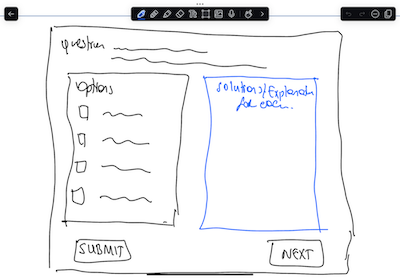 question
options
solutions/Explanation
for each.
SUBMIT
NEXT